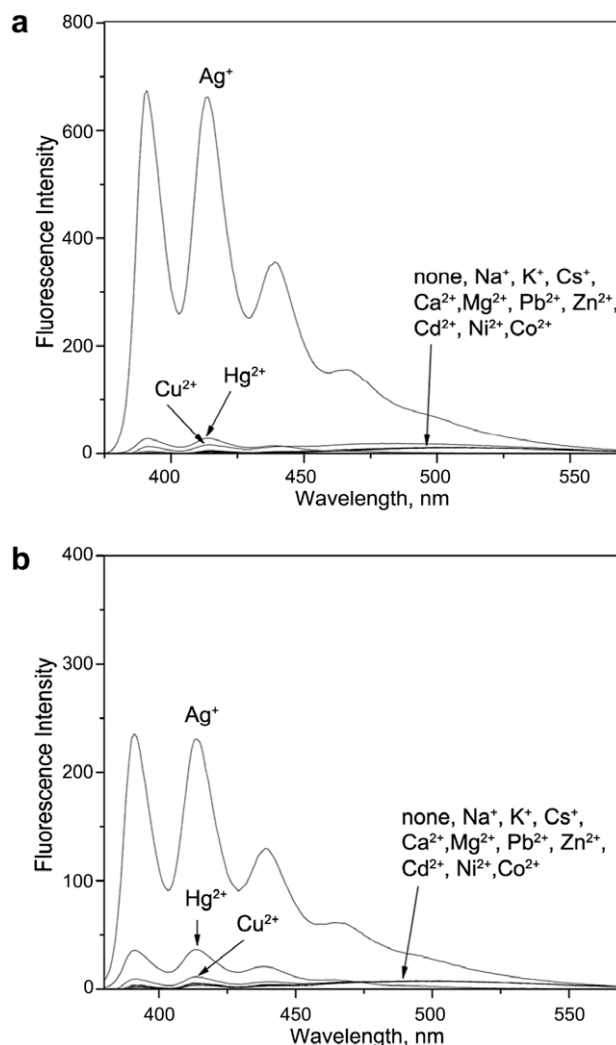 a
800
600
400
200
0
Fluorescence Intensity
Ag⁺
none, Na⁺, K⁺, Cs⁺,
Ca²⁺,Mg²⁺, Pb²⁺, Zn²⁺,
Cd²⁺, Ni²⁺,Co²⁺
Cu²⁺
Hg²⁺
400
450
500
550
Wavelength, nm
b
400
300
200
100
0
Fluorescence Intensity
Ag⁺
none, Na⁺, K⁺, Cs⁺,
Ca²⁺,Mg²⁺, Pb²⁺, Zn²⁺,
Cd²⁺, Ni²⁺,Co²⁺
Hg²⁺
Cu²⁺
400
450
500
550
Wavelength, nm